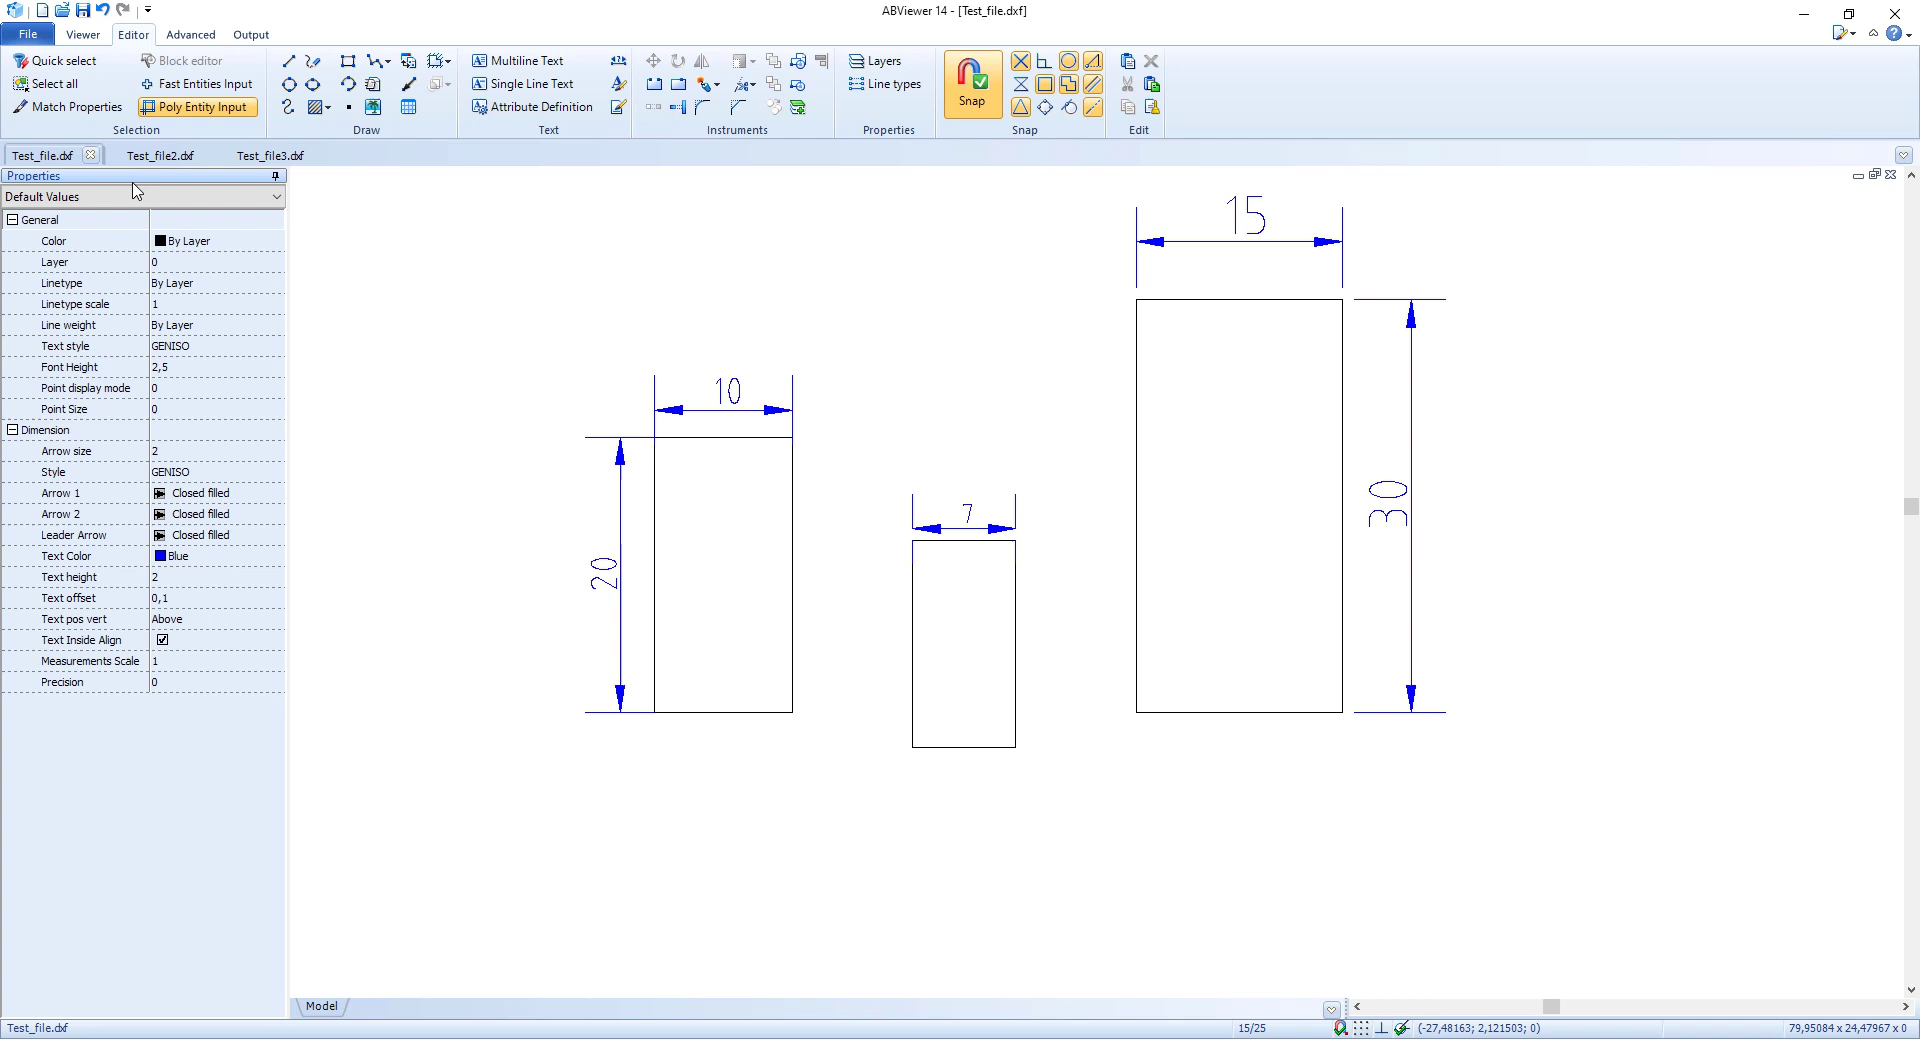 ABViewer 14 - [Test_file.dxf]
File Viewer Editor Advanced Output
Quick select Block editor
Select all Fast Entities Input
Match Properties Poly Entity Input
Selection
Draw
Multiline Text
Single Line Text
Attribute Definition
Text
Instruments
Layers
Line types
Properties
Snap
Snap
Edit
Test_file.dxf Test_file2.dxf Test_file3.dxf
Properties
Default Values
General
Color By Layer
Layer 0
Linetype By Layer
Linetype scale 1
Line weight By Layer
Text style GENISO
Font Height 2,5
Point display mode 0
Point Size 0
Dimension
Arrow size 2
Style GENISO
Arrow 1 Closed filled
Arrow 2 Closed filled
Leader Arrow Closed filled
Text Color Blue
Text height 2
Text offset 0,1
Text pos vert Above
Text Inside Align
Measurements Scale 1
Precision 0
10
20
7
15
30
Model
Test_file.dxf 15/25 (-27,48163; 2,121503; 0) 79,95084 x 24,47967 x 0